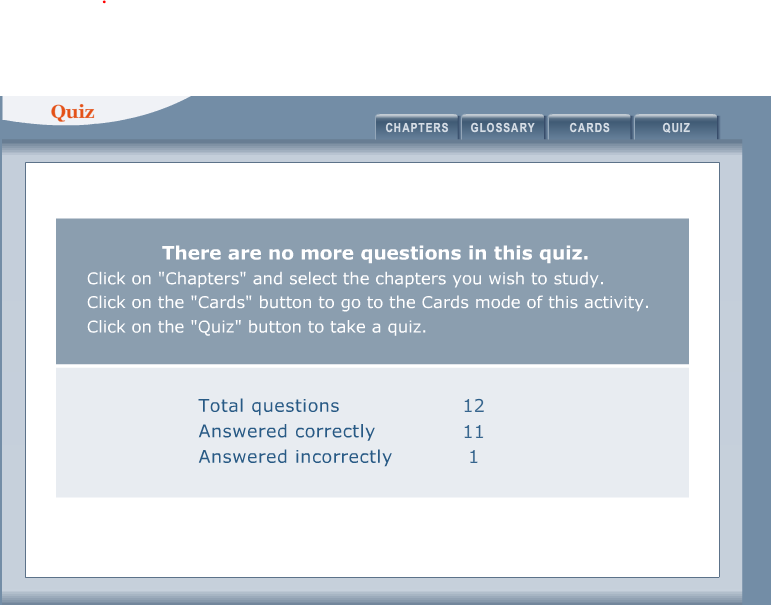 Quiz
CHAPTERS GLOSSARY CARDS QUIZ
There are no more questions in this quiz.
Click on "Chapters" and select the chapters you wish to study.
Click on the "Cards" button to go to the Cards mode of this activity.
Click on the "Quiz" button to take a quiz.
Total questions 12
Answered correctly 11
Answered incorrectly 1